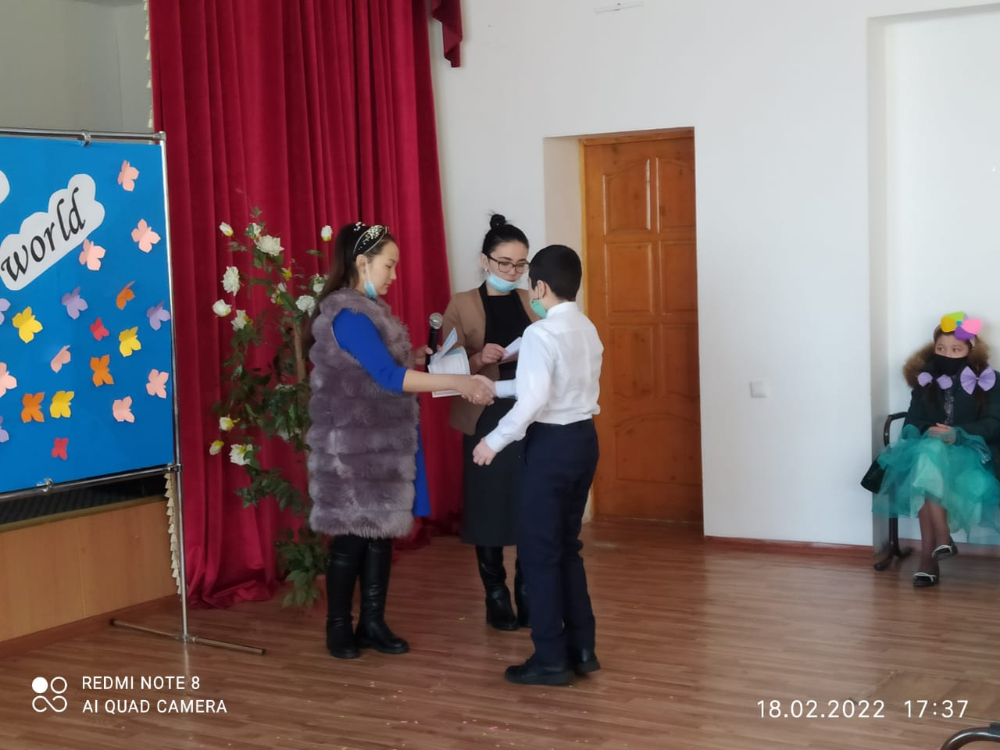 world
REDMI NOTE 8
AI QUAD CAMERA
18.02.2022 17:37